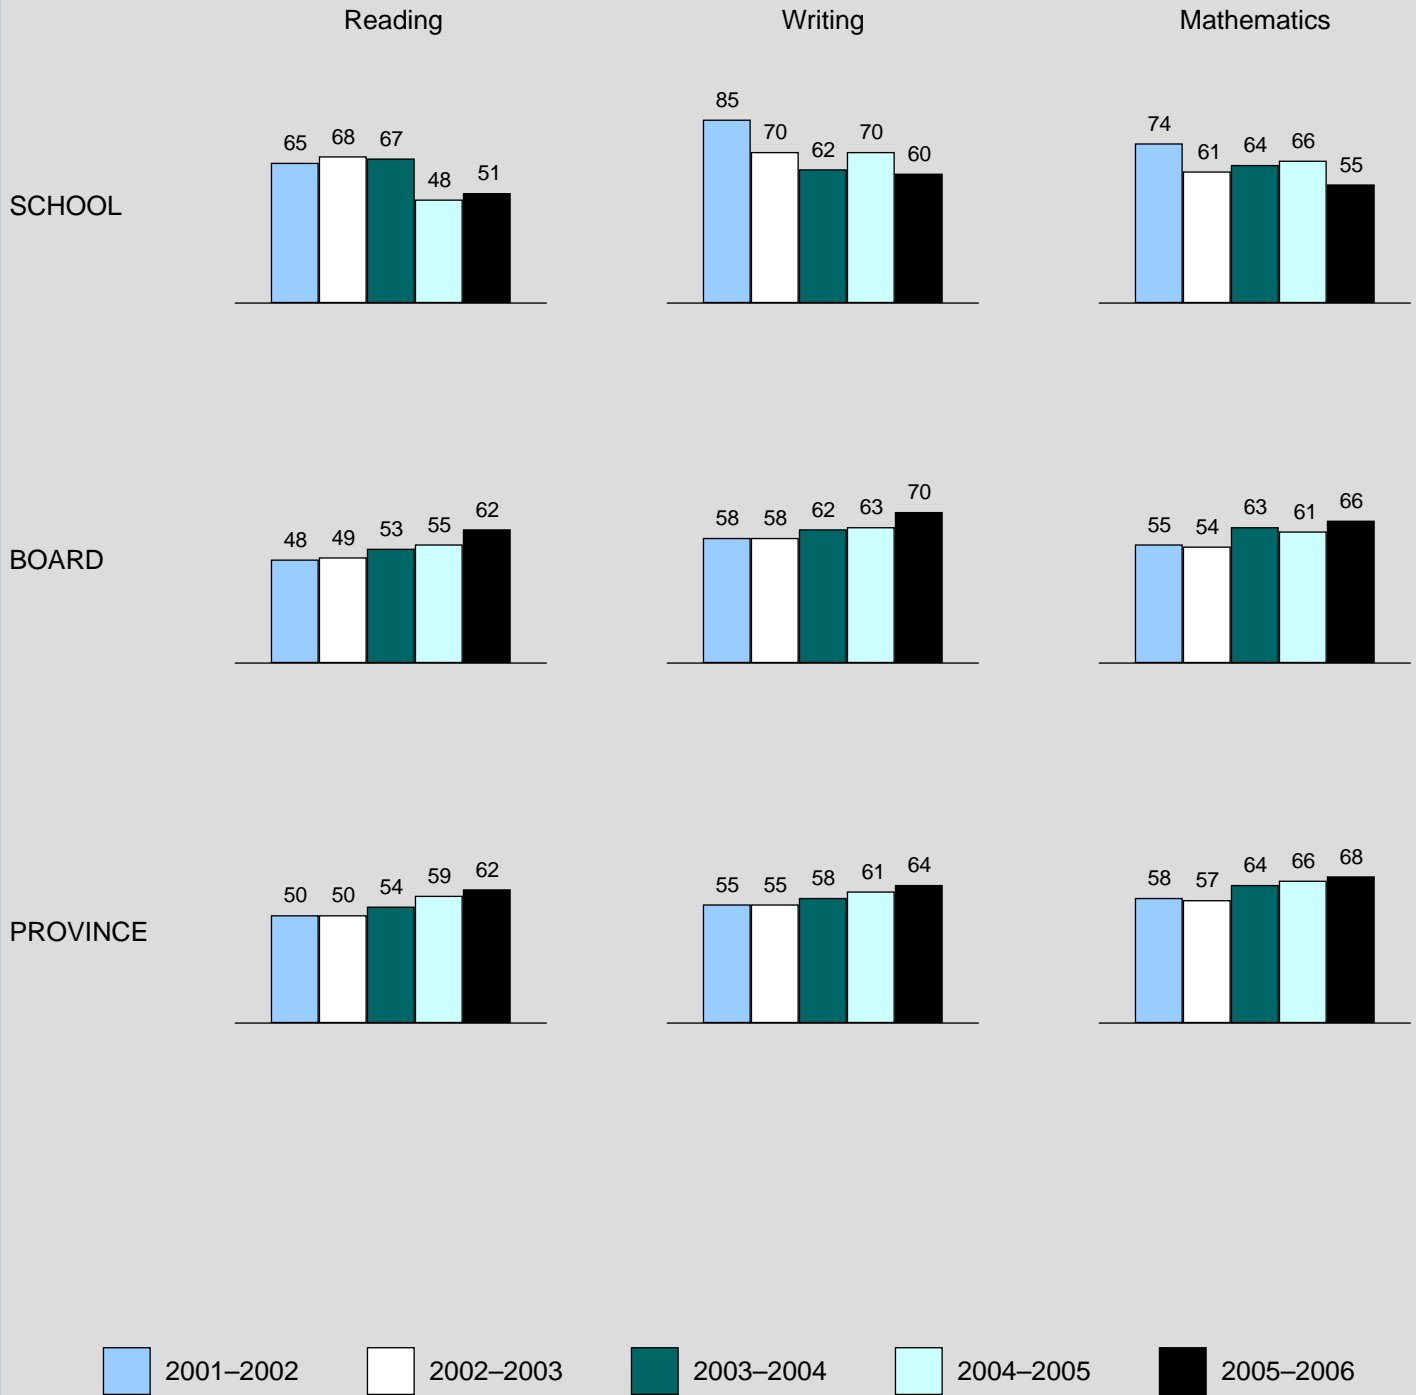 Reading Writing Mathematics
SCHOOL
65 68 67 48 51
85 70 62 70 60
74 61 64 66 55
BOARD
48 49 53 55 62
58 58 62 63 70
55 54 63 61 66
PROVINCE
50 50 54 59 62
55 55 58 61 64
58 57 64 66 68
2001–2002 2002–2003 2003–2004 2004–2005 2005–2006